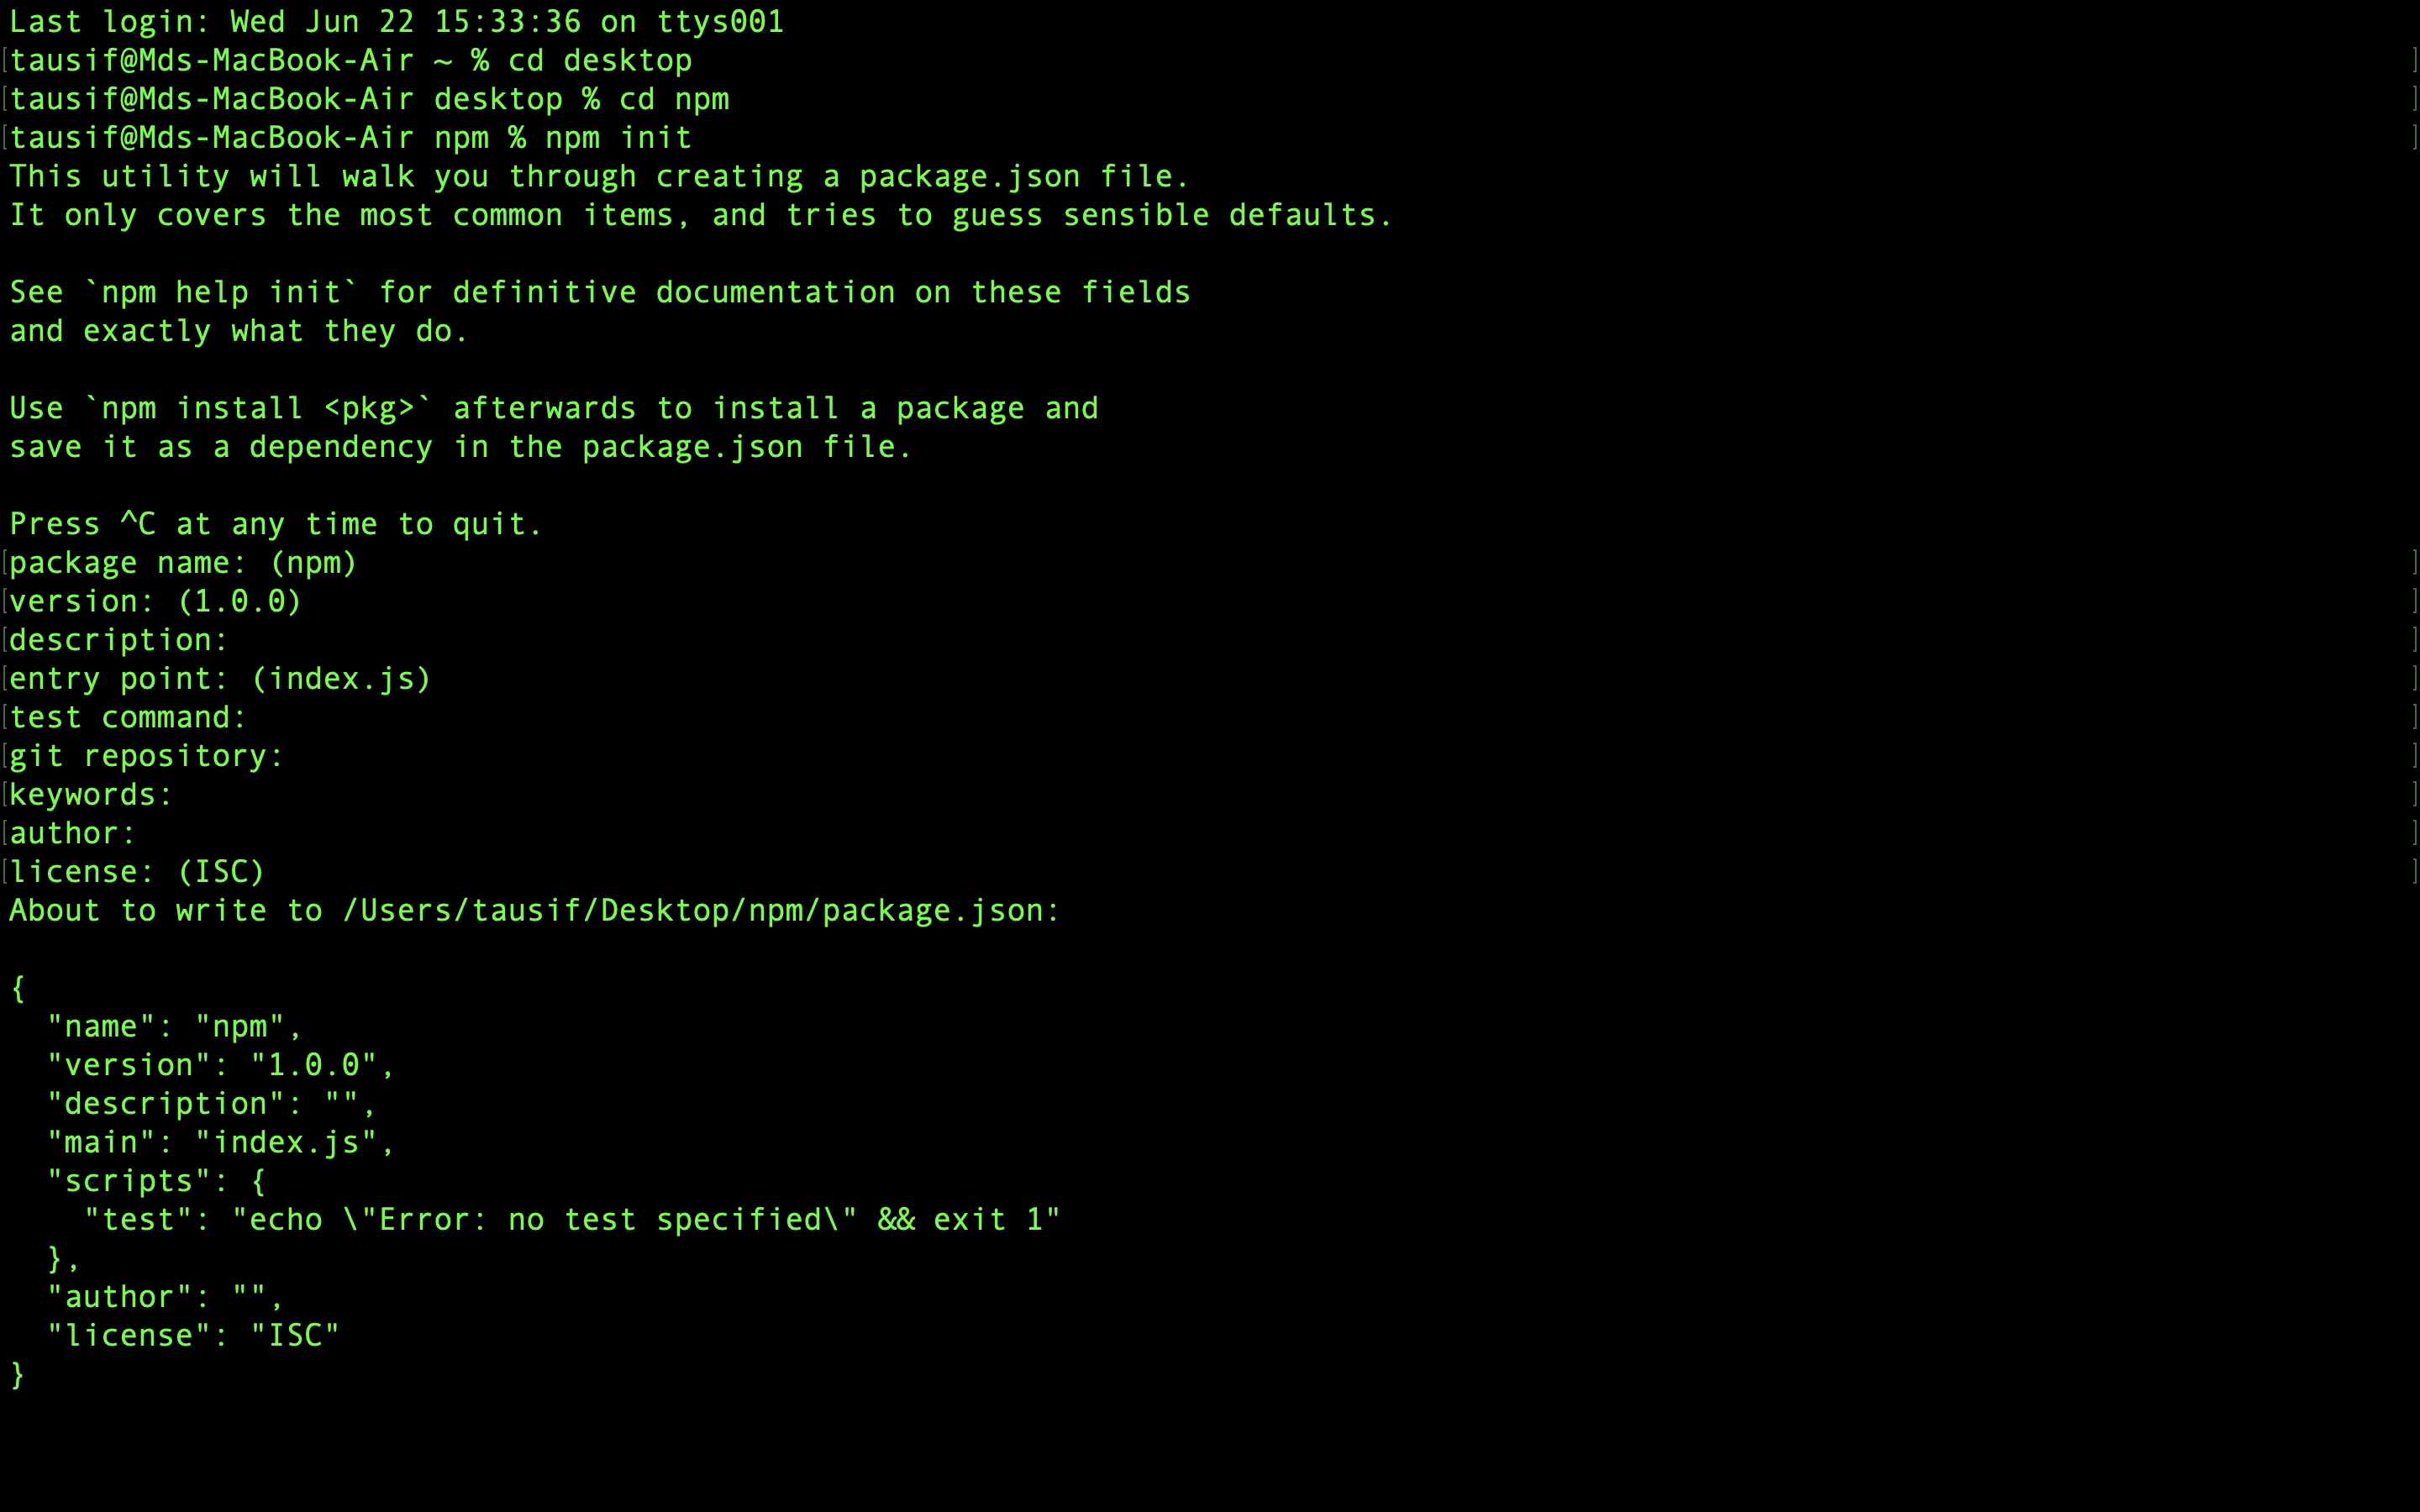 Last login: Wed Jun 22 15:33:36 on ttys001
[tausif@Mds-MacBook-Air ~ % cd desktop ]
[tausif@Mds-MacBook-Air desktop % cd npm ]
[tausif@Mds-MacBook-Air npm % npm init ]
This utility will walk you through creating a package.json file.
It only covers the most common items, and tries to guess sensible defaults.

See `npm help init` for definitive documentation on these fields
and exactly what they do.

Use `npm install <pkg>` afterwards to install a package and
save it as a dependency in the package.json file.

Press ^C at any time to quit.
[package name: (npm) ]
[version: (1.0.0) ]
[description: ]
[entry point: (index.js) ]
[test command: ]
[git repository: ]
[keywords: ]
[author: ]
[license: (ISC) ]
About to write to /Users/tausif/Desktop/npm/package.json:

{
  "name": "npm",
  "version": "1.0.0",
  "description": "",
  "main": "index.js",
  "scripts": {
    "test": "echo \"Error: no test specified\" && exit 1"
  },
  "author": "",
  "license": "ISC"
}